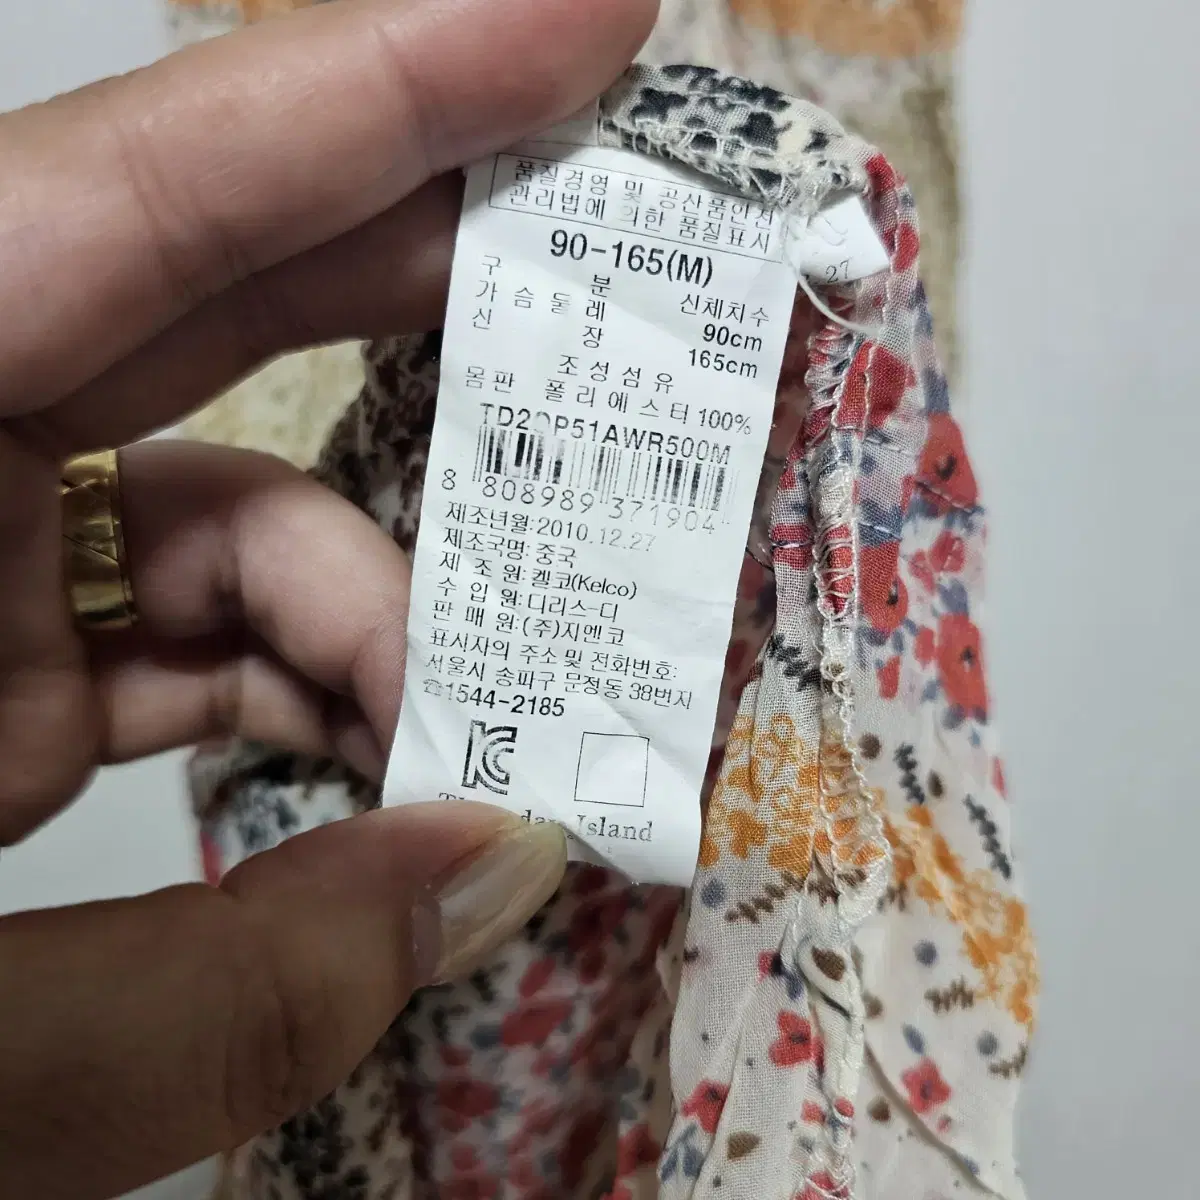 품질경영 및 공산품안전
관리법에 의한 품질표시
90-165(M)
구 분 신체치수
가슴둘레 90cm
신 장 165cm
조성섬유
몸판 폴리에스터 100%
8 808989 371904
제조년월:2010.12.27
제조국명:중국
제 조 원:켈코(Kelco)
수 입 원:디리스-디
판 매 원:(주)지엔코
표시자의 주소 및 전화번호:
서울시 송파구 문정동 38번지
☎1544-2185
Island
27